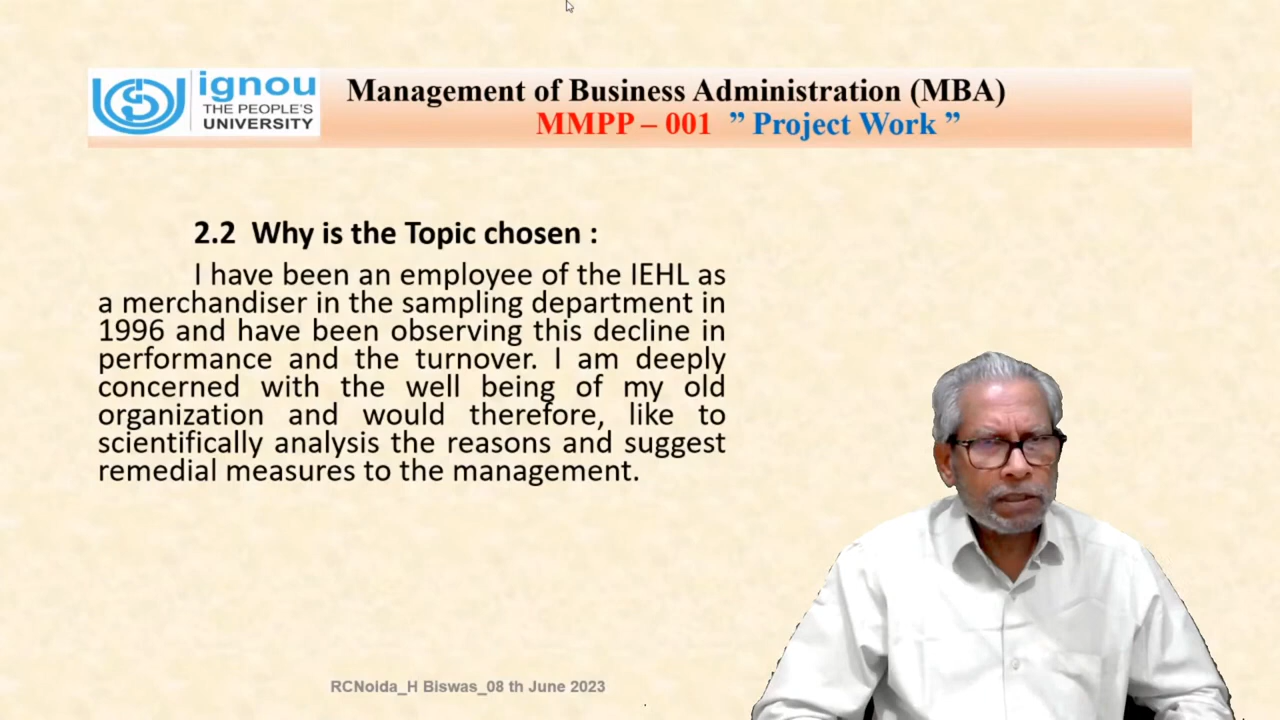 ignou
THE PEOPLE'S
UNIVERSITY
Management of Business Administration (MBA)
MMPP – 001 ” Project Work ”
2.2 Why is the Topic chosen :
I have been an employee of the IEHL as
a merchandiser in the sampling department in
1996 and have been observing this decline in
performance and the turnover. I am deeply
concerned with the well being of my old
organization and would therefore, like to
scientifically analysis the reasons and suggest
remedial measures to the management.
RCNoida_H Biswas_08 th June 2023